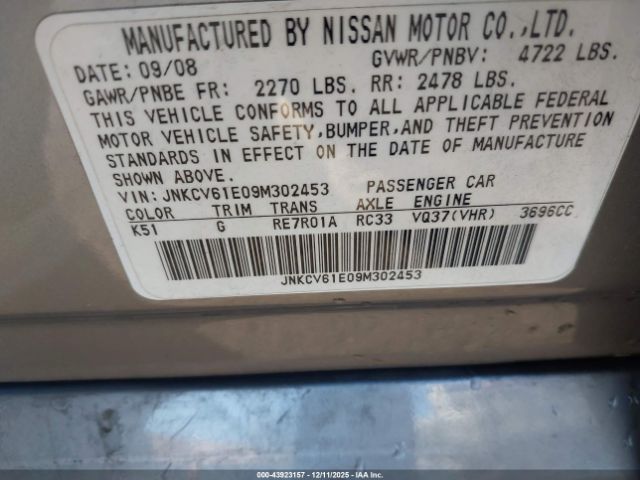 MANUFACTURED BY NISSAN MOTOR CO.,LTD.
DATE: 09/08 GVWR/PNBV: 4722 LBS.
GAWR/PNBE FR: 2270 LBS. RR: 2478 LBS.
THIS VEHICLE CONFORMS TO ALL APPLICABLE FEDERAL
MOTOR VEHICLE SAFETY,BUMPER,AND THEFT PREVENTION
STANDARDS IN EFFECT ON THE DATE OF MANUFACTURE
SHOWN ABOVE.
VIN: JNKCV61E09M302453 PASSENGER CAR
COLOR TRIM TRANS AXLE ENGINE
K51 G RE7R01A RC33 VQ37(VHR) 3696CC
JNKCV61E09M302453
000-43923157 - 12/11/2025 - IAAI.COM